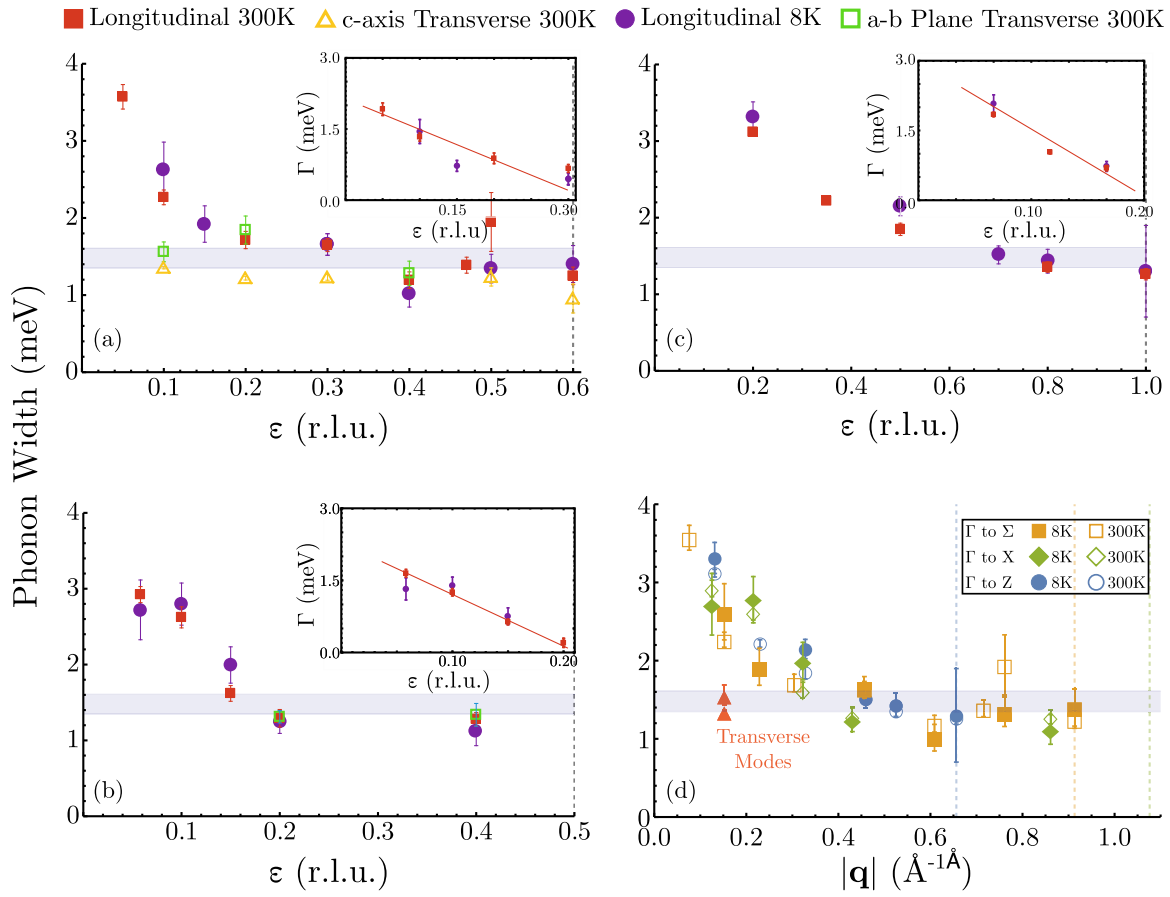 Longitudinal 300K c-axis Transverse 300K Longitudinal 8K a-b Plane Transverse 300K
Phonon Width (meV)
4
3
2
1
0
0.1 0.2 0.3 0.4 0.5 0.6
ε (r.l.u.)
(a)
3.0
1.5
0.0
0.15 0.30
Γ (meV)
ε (r.l.u)
4
3
2
1
0
0.2 0.4 0.6 0.8 1.0
ε (r.l.u.)
(c)
3.0
1.5
0.0
0.10 0.20
Γ (meV)
ε (r.l.u.)
4
3
2
1
0
0.1 0.2 0.3 0.4 0.5
ε (r.l.u.)
(b)
3.0
1.5
0.0
0.10 0.20
Γ (meV)
ε (r.l.u.)
4
3
2
1
0
0.0 0.2 0.4 0.6 0.8 1.0
|q| (Å-1Å)
(d)
Γ to Σ 8K 300K
Γ to X 8K 300K
Γ to Z 8K 300K
Transverse
Modes